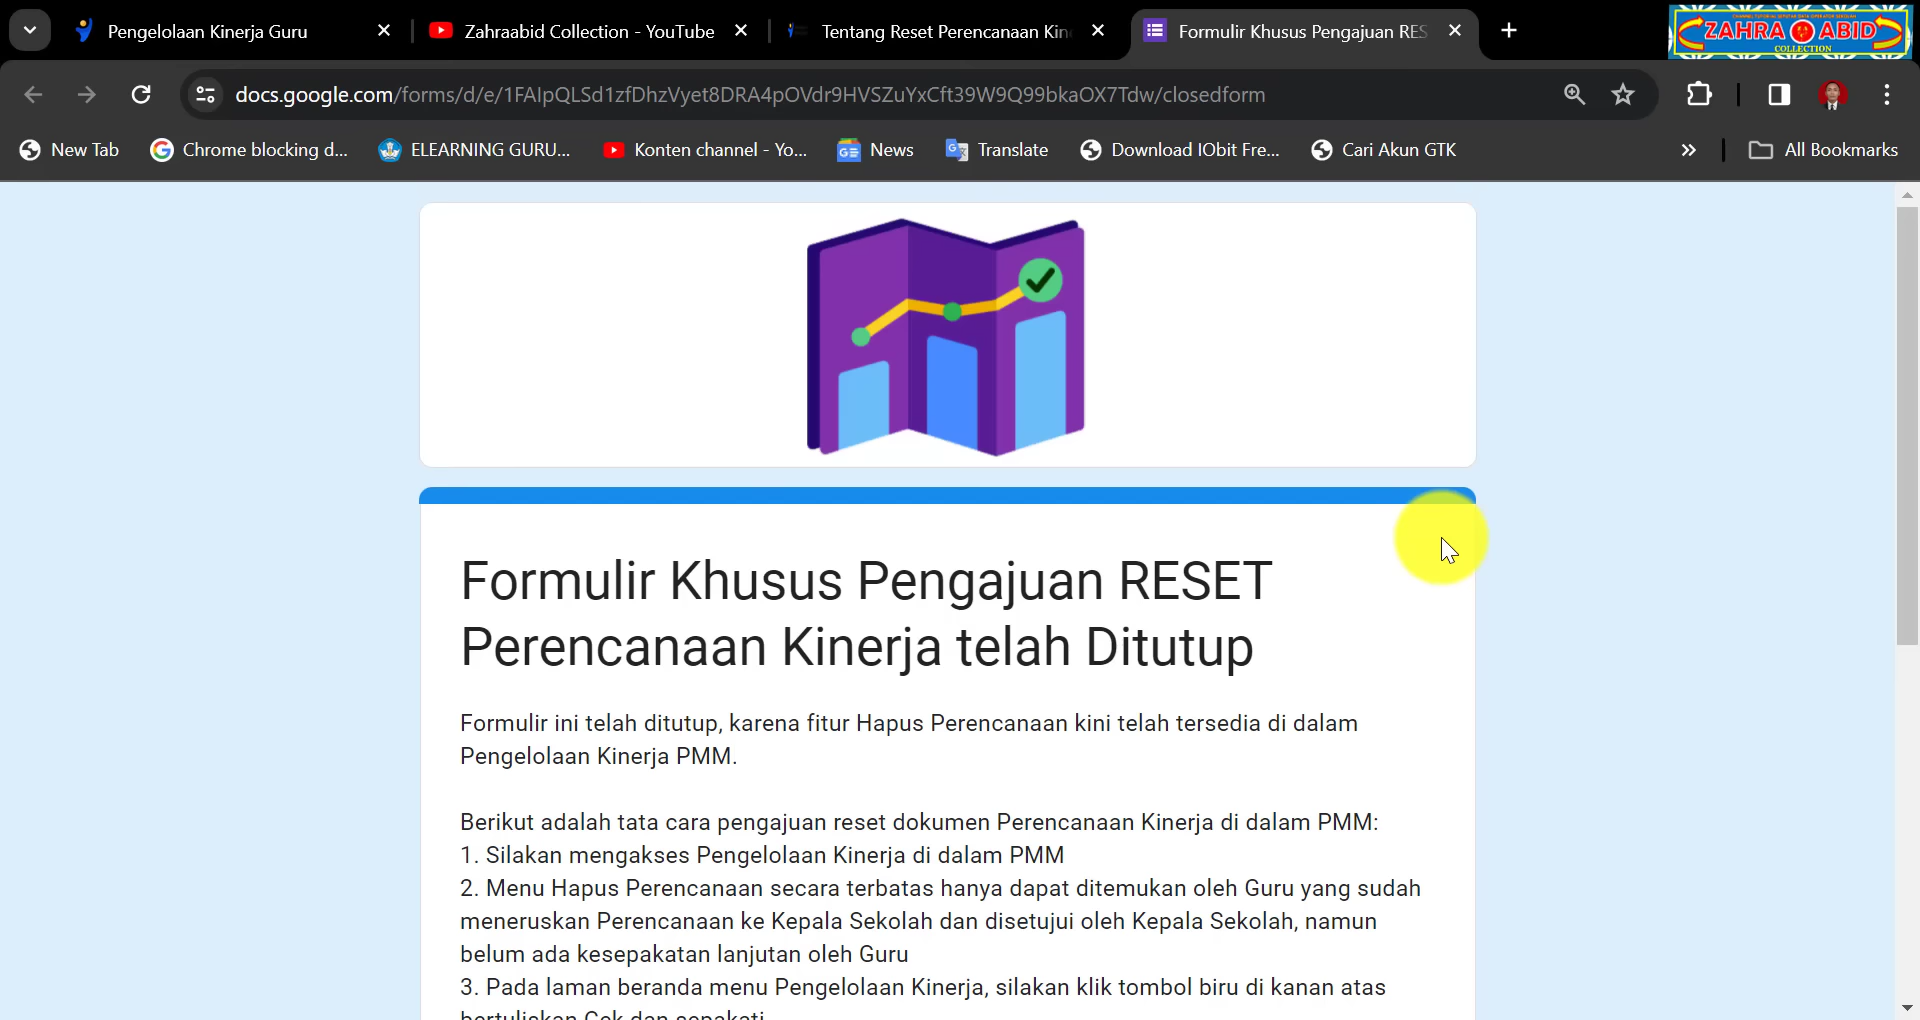 Pengelolaan Kinerja Guru
Zahraabid Collection - YouTube
Tentang Reset Perencanaan Kin
Formulir Khusus Pengajuan RES
ZAHRA ABID
COLLECTION
docs.google.com/forms/d/e/1FAIpQLSd1zfDhzVyet8DRA4pOVdr9HVSZuYxCft39W9Q99bkaOX7Tdw/closedform
New Tab
Chrome blocking d...
ELEARNING GURU...
Konten channel - Yo...
News
Translate
Download IObit Fre...
Cari Akun GTK
All Bookmarks
Formulir Khusus Pengajuan RESET
Perencanaan Kinerja telah Ditutup
Formulir ini telah ditutup, karena fitur Hapus Perencanaan kini telah tersedia di dalam
Pengelolaan Kinerja PMM.
Berikut adalah tata cara pengajuan reset dokumen Perencanaan Kinerja di dalam PMM:
1. Silakan mengakses Pengelolaan Kinerja di dalam PMM
2. Menu Hapus Perencanaan secara terbatas hanya dapat ditemukan oleh Guru yang sudah
meneruskan Perencanaan ke Kepala Sekolah dan disetujui oleh Kepala Sekolah, namun
belum ada kesepakatan lanjutan oleh Guru
3. Pada laman beranda menu Pengelolaan Kinerja, silakan klik tombol biru di kanan atas
bertuliskan Cek dan sepakati